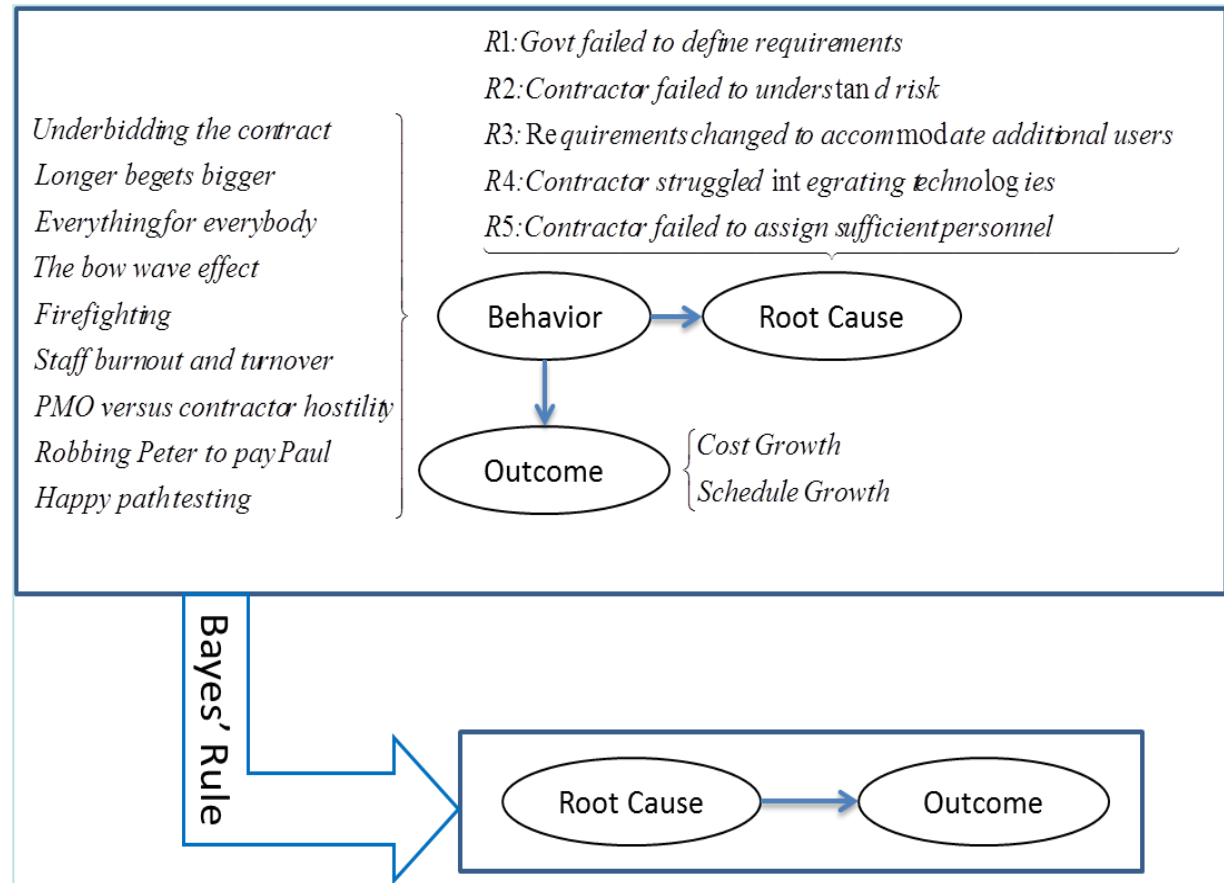 R1:Govt failed to define requirements
R2:Contractor failed to understand risk
R3: Requirements changed to accommodate additional users
R4:Contractor struggled integrating technologies
R5:Contractor failed to assign sufficient personnel
Underbidding the contract
Longer begets bigger
Everything for everybody
The bow wave effect
Firefighting
Staff burnout and turnover
PMO versus contractor hostility
Robbing Peter to pay Paul
Happy path testing
Behavior
Root Cause
Outcome
Cost Growth
Schedule Growth
Bayes’ Rule
Root Cause
Outcome